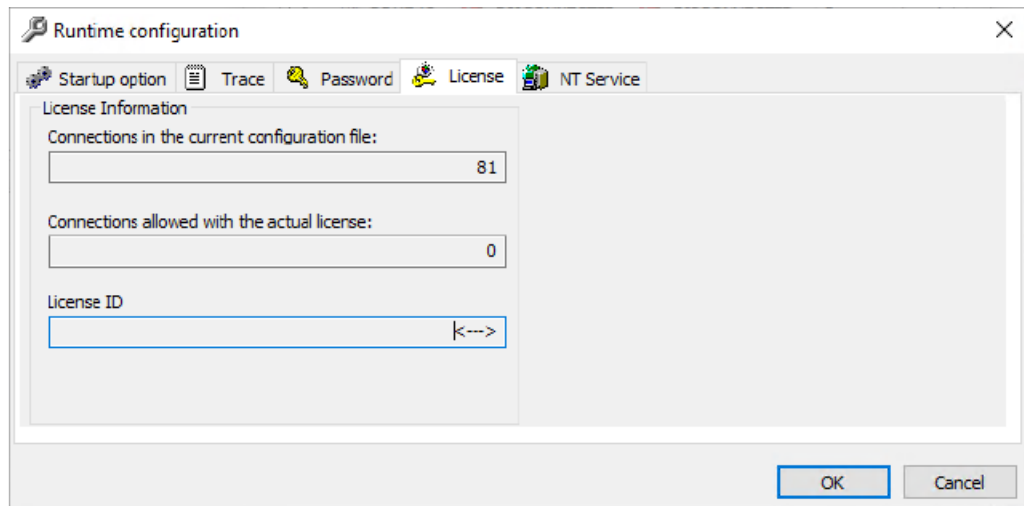 Runtime configuration
Startup option Trace Password License NT Service
License Information
Connections in the current configuration file:
81
Connections allowed with the actual license:
0
License ID
<--->
OK Cancel